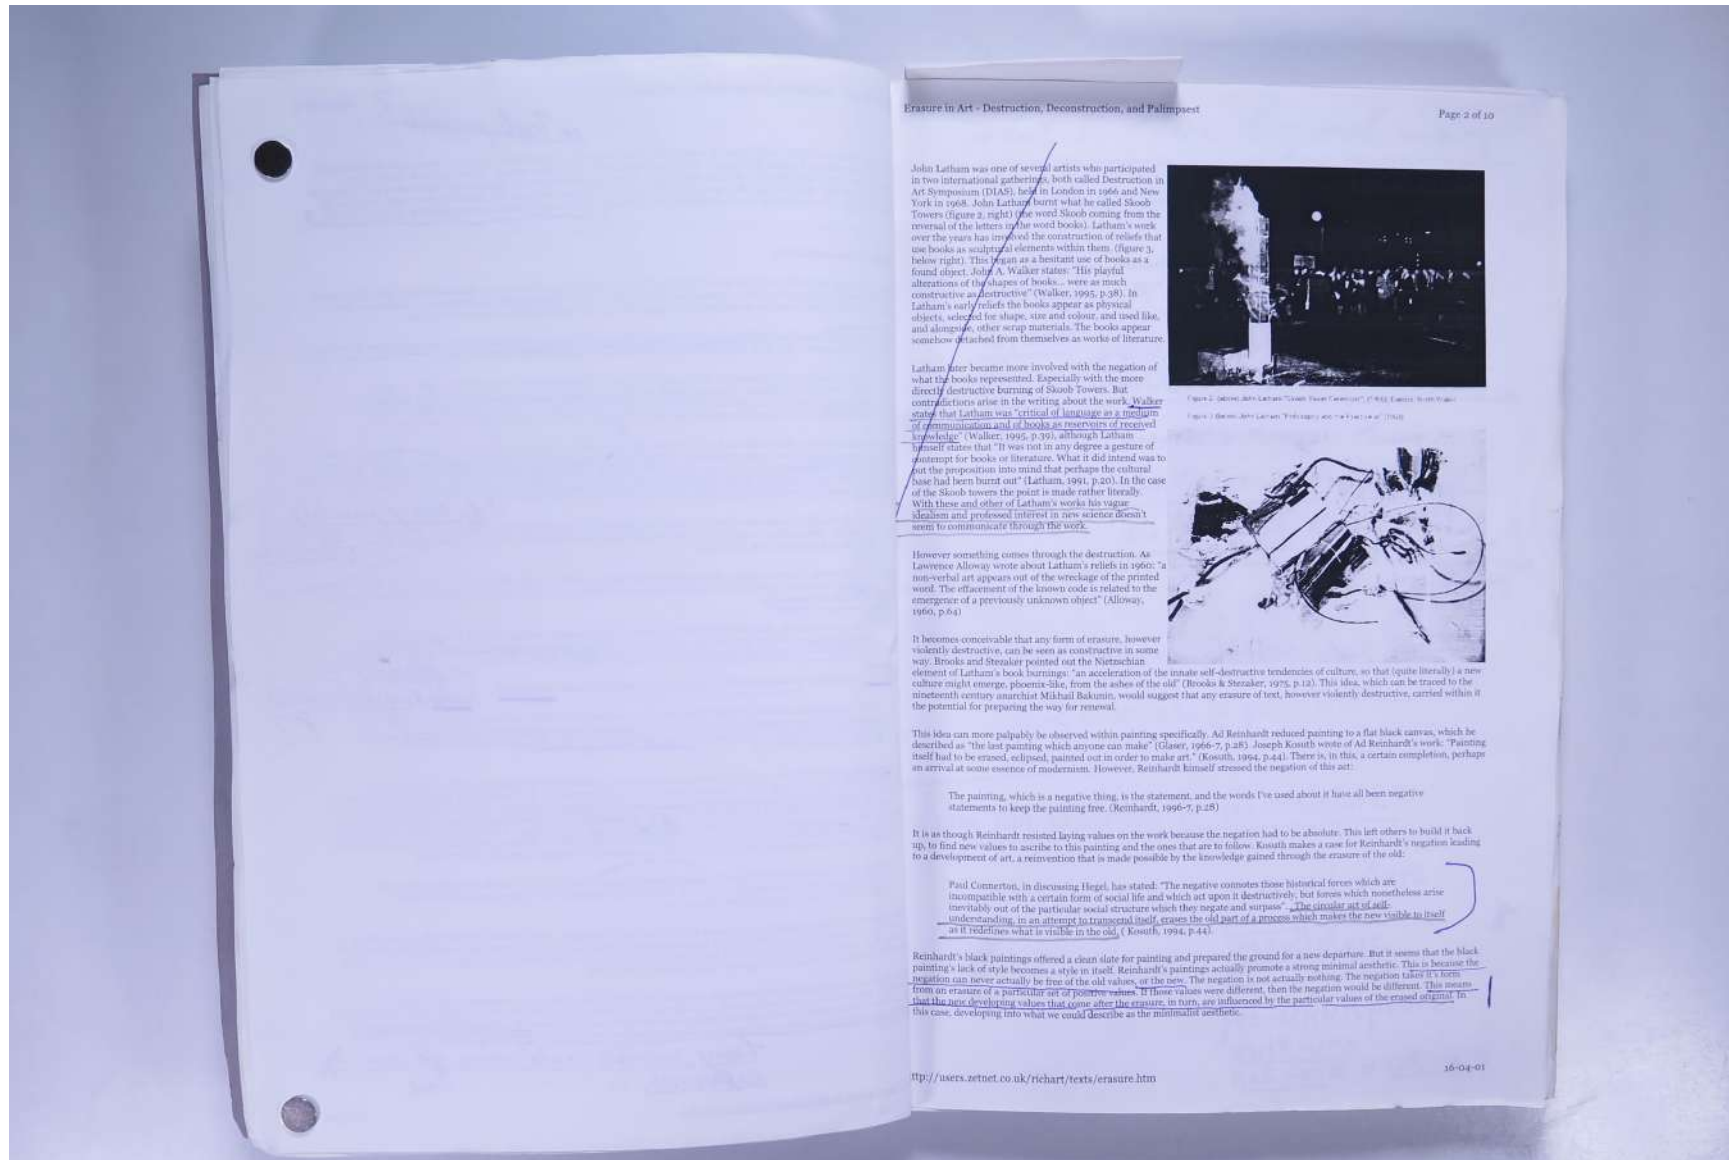 Erasure in Art - Destruction, Deconstruction, and Palimpsest
Page 2 of 10
John Latham was one of several artists who participated
in two international gatherings, both called Destruction in
Art Symposium (DIAS), held in London in 1966 and New
York in 1968. John Latham burnt what he called Skoob
Towers (figure 2, right) (the word Skoob coming from the
reversal of the letters in the word books). Latham's work
over the years has involved the construction of reliefs that
use books as sculptural elements within them. (figure 3,
below right). This began as a hesitant use of books as a
found object. John A. Walker states: "His playful
alterations of the shapes of books... were as much
constructive as destructive" (Walker, 1995, p.38). In
Latham's early reliefs the books appear as physical
objects, selected for shape, size and colour, and used like,
and alongside, other scrap materials. The books appear
somehow detached from themselves as works of literature.
Latham later became more involved with the negation of
what the books represented. Especially with the more
directly destructive burning of Skoob Towers. But
contradictions arise in the writing about the work. Walker
states that Latham was "critical of language as a medium
of communication and of books as reservoirs of received
knowledge" (Walker, 1995, p.39), although Latham
himself states that "It was not in any degree a gesture of
contempt for books or literature. What it did intend was to
put the proposition into mind that perhaps the cultural
base had been burnt out" (Latham, 1991, p.20). In the case
of the Skoob towers the point is made rather literally.
With these and other of Latham's works his vague
idealism and professed interest in new science doesn't
seem to communicate through the work.
However something comes through the destruction. As
Lawrence Alloway wrote about Latham's reliefs in 1960: "a
non-verbal art appears out of the wreckage of the printed
word. The effacement of the known code is related to the
emergence of a previously unknown object" (Alloway,
1960, p.64)
It becomes conceivable that any form of erasure, however
violently destructive, can be seen as constructive in some
way. Brooks and Stezaker pointed out the Nietzschian
element of Latham's book burnings: "an acceleration of the innate self-destructive tendencies of culture, so that (quite literally) a new
culture might emerge, phoenix-like, from the ashes of the old" (Brooks & Stezaker, 1975, p.12). This idea, which can be traced to the
nineteenth century anarchist Mikhail Bakunin, would suggest that any erasure of text, however violently destructive, carried within it
the potential for preparing the way for renewal.
This idea can more palpably be observed within painting specifically. Ad Reinhardt reduced painting to a flat black canvas, which he
described as "the last painting which anyone can make" (Glaser, 1966-7, p.28). Joseph Kosuth wrote of Ad Reinhardt's work: "Painting
itself had to be erased, eclipsed, painted out in order to make art." (Kosuth, 1994, p.44). There is, in this, a certain completion, perhaps
an arrival at some essence of modernism. However, Reinhardt himself stressed the negation of this act:
The painting, which is a negative thing, is the statement, and the words I've used about it have all been negative
statements to keep the painting free. (Reinhardt, 1996-7, p.28)
It is as though Reinhardt resisted laying values on the work because the negation had to be absolute. This left others to build it back
up, to find new values to ascribe to this painting and the ones that are to follow. Kosuth makes a case for Reinhardt's negation leading
to a development of art, a reinvention that is made possible by the knowledge gained through the erasure of the old:
Paul Connerton, in discussing Hegel, has stated: "The negative connotes those historical forces which are
incompatible with a certain form of social life and which act upon it destructively, but forces which nonetheless arise
inevitably out of the particular social structure which they negate and surpass". The circular act of self-
understanding, in an attempt to transcend itself, erases the old part of a process which makes the new visible to itself
as it redefines what is visible in the old. ( Kosuth, 1994, p.44).
Reinhardt's black paintings offered a clean slate for painting and prepared the ground for a new departure. But it seems that the black
painting's lack of style becomes a style in itself. Reinhardt's paintings actually promote a strong minimal aesthetic. This is because the
negation can never actually be free of the old values, or the new. The negation is not actually nothing. The negation takes it's form
from an erasure of a particular set of positive values. If those values were different, then the negation would be different. This means
that the new developing values that come after the erasure, in turn, are influenced by the particular values of the erased original. In
this case, developing into what we could describe as the minimalist aesthetic.
ttp://users.zetnet.co.uk/richart/texts/erasure.htm
16-04-01